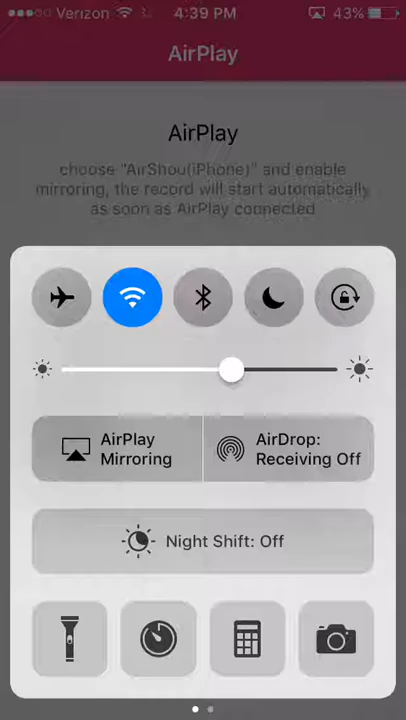 Verizon 4:39 PM 43%
AirPlay
AirPlay
choose "AirShou(iPhone)" and enable
mirroring, the record will start automatically
as soon as AirPlay connected
AirPlay
Mirroring
AirDrop:
Receiving Off
Night Shift: Off